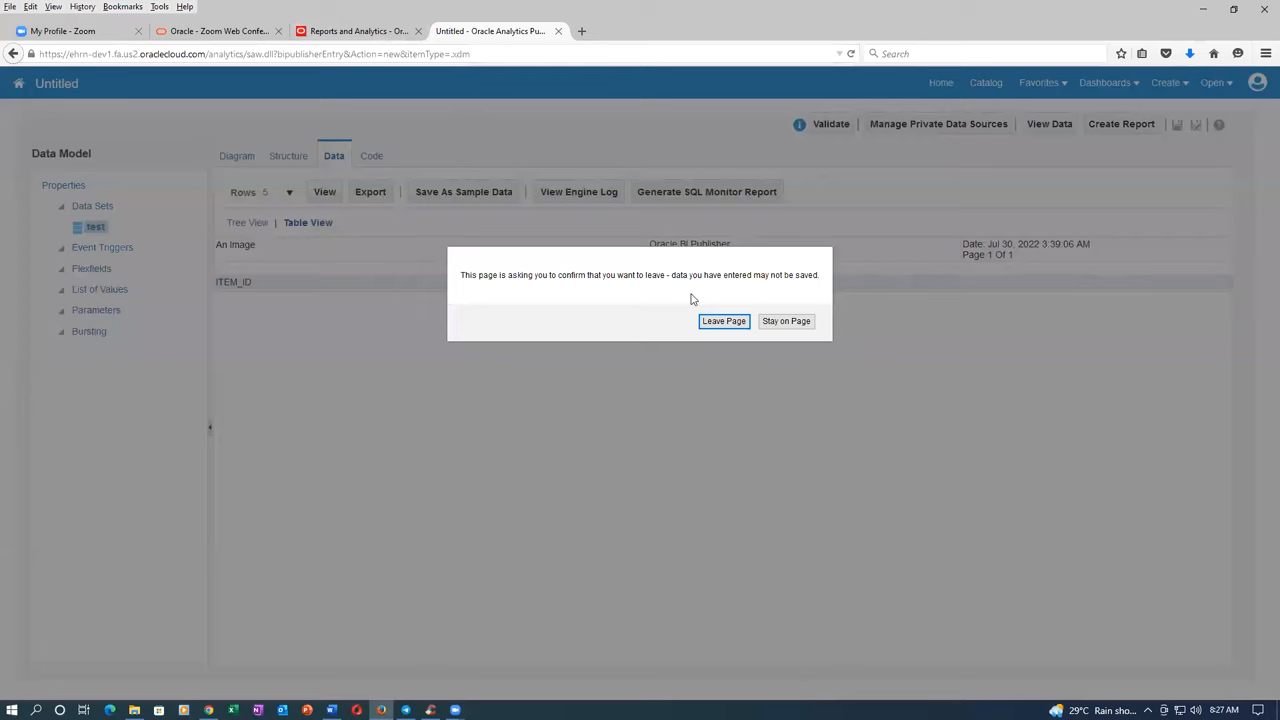 File Edit View History Bookmarks Tools Help
My Profile - Zoom
Oracle - Zoom Web Confe...
Reports and Analytics - Or...
Untitled - Oracle Analytics Pu...
https://ehrn-dev1.fa.us2.oraclecloud.com/analytics/saw.dll?bipublisherEntry&Action=new&itemType=.xdm
Search
Untitled
Home Catalog Favorites Dashboards Create Open
Validate Manage Private Data Sources View Data Create Report
Data Model
Diagram Structure Data Code
Properties
Data Sets
test
Event Triggers
Flexfields
List of Values
Parameters
Bursting
Rows 5 View Export Save As Sample Data View Engine Log Generate SQL Monitor Report
Tree View | Table View
An Image
Oracle BI Publisher
Date: Jul 30, 2022 3:39:06 AM
Page 1 Of 1
ITEM_ID
This page is asking you to confirm that you want to leave - data you have entered may not be saved.
Leave Page Stay on Page
29°C Rain sho...
8:27 AM